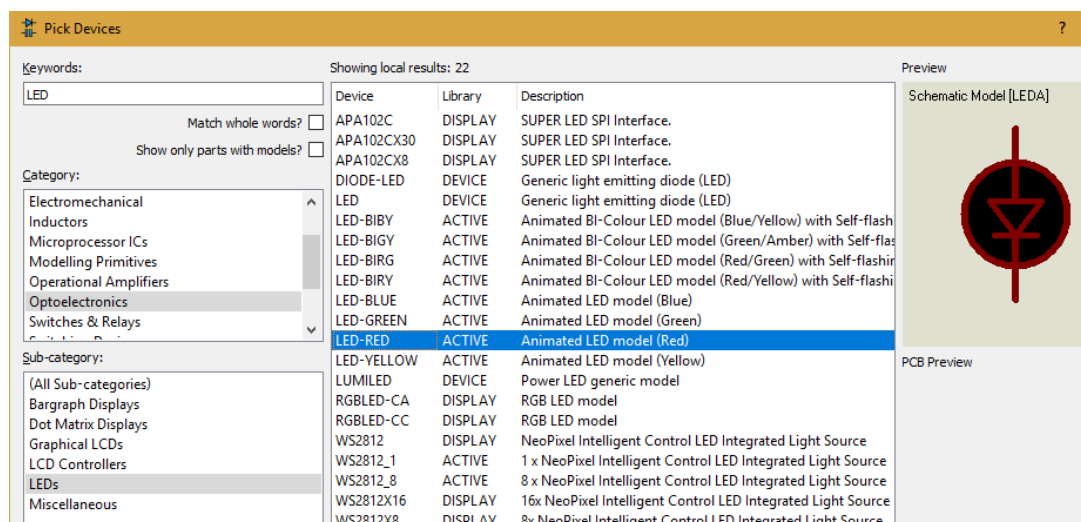 Pick Devices ?
Keywords:
LED
Match whole words?
Show only parts with models?
Category:
Electromechanical
Inductors
Microprocessor ICs
Modelling Primitives
Operational Amplifiers
Optoelectronics
Switches & Relays
Sub-category:
(All Sub-categories)
Bargraph Displays
Dot Matrix Displays
Graphical LCDs
LCD Controllers
LEDs
Miscellaneous
Showing local results: 22
Device Library Description
APA102C DISPLAY SUPER LED SPI Interface.
APA102CX30 DISPLAY SUPER LED SPI Interface.
APA102CX8 DISPLAY SUPER LED SPI Interface.
DIODE-LED DEVICE Generic light emitting diode (LED)
LED DEVICE Generic light emitting diode (LED)
LED-BIBY ACTIVE Animated BI-Colour LED model (Blue/Yellow) with Self-flash
LED-BIGY ACTIVE Animated BI-Colour LED model (Green/Amber) with Self-flas
LED-BIRG ACTIVE Animated BI-Colour LED model (Red/Green) with Self-flashin
LED-BIRY ACTIVE Animated BI-Colour LED model (Red/Yellow) with Self-flashi
LED-BLUE ACTIVE Animated LED model (Blue)
LED-GREEN ACTIVE Animated LED model (Green)
LED-RED ACTIVE Animated LED model (Red)
LED-YELLOW ACTIVE Animated LED model (Yellow)
LUMILED DEVICE Power LED generic model
RGBLED-CA DISPLAY RGB LED model
RGBLED-CC DISPLAY RGB LED model
WS2812 DISPLAY NeoPixel Intelligent Control LED Integrated Light Source
WS2812_1 ACTIVE 1 x NeoPixel Intelligent Control LED Integrated Light Source
WS2812_8 ACTIVE 8 x NeoPixel Intelligent Control LED Integrated Light Source
WS2812X16 DISPLAY 16x NeoPixel Intelligent Control LED Integrated Light Source
WS2812X8 DISPLAY 8x NeoPixel Intelligent Control LED Integrated Light Source
Preview
Schematic Model [LEDA]
PCB Preview